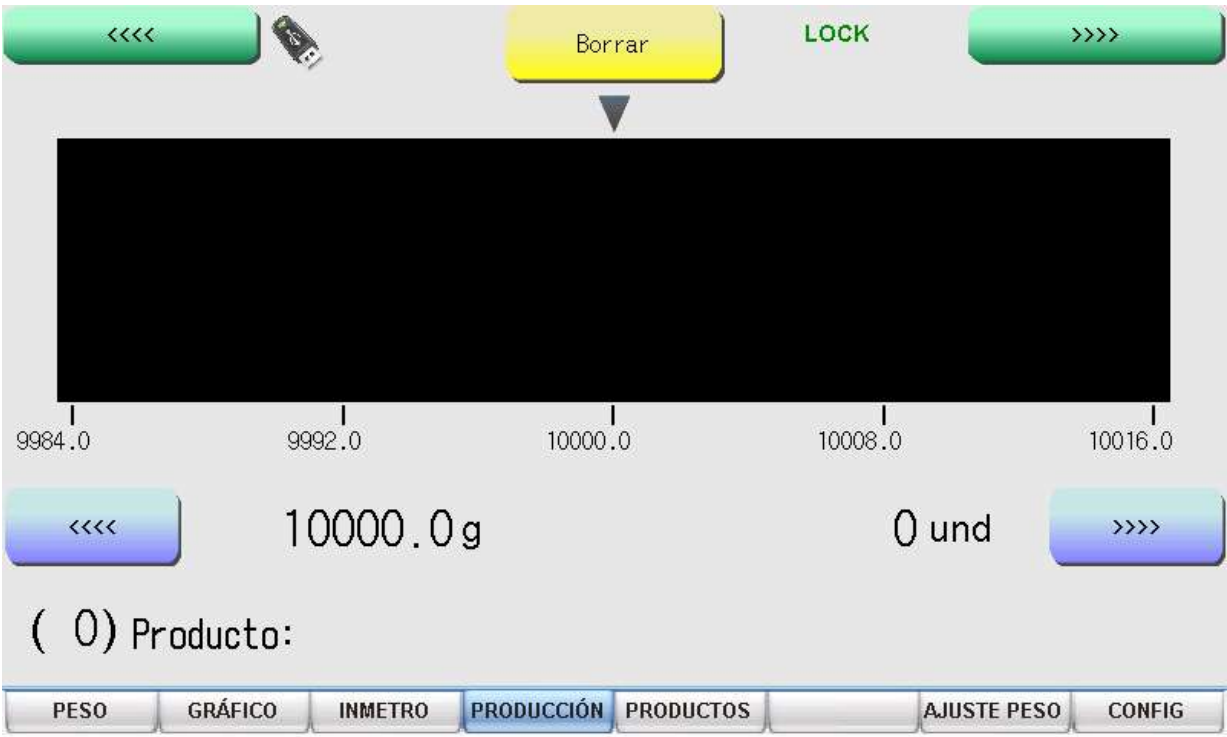 <<<< Borrar LOCK >>>>
9984.0 9992.0 10000.0 10008.0 10016.0
<<<< 10000.0 g 0 und >>>>
( 0) Producto:
PESO GRÁFICO INMETRO PRODUCCIÓN PRODUCTOS AJUSTE PESO CONFIG